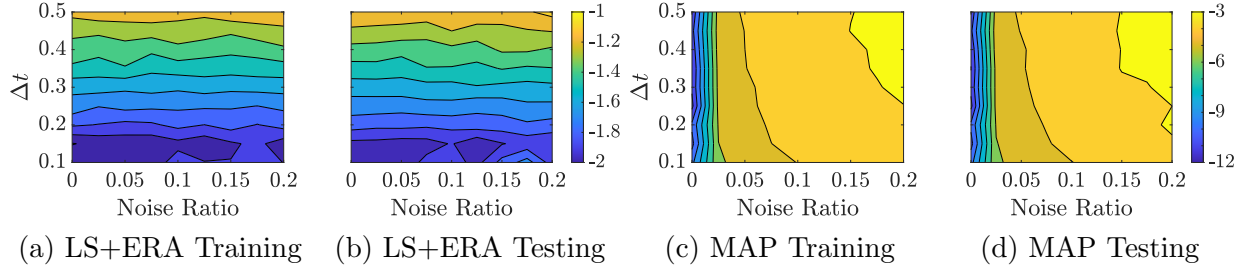 0.5
0.4
0.3
0.2
0.1
Δt
0 0.05 0.1 0.15 0.2
Noise Ratio
(a) LS+ERA Training
0 0.05 0.1 0.15 0.2
Noise Ratio
(b) LS+ERA Testing
-1
-1.2
-1.4
-1.6
-1.8
-2
0.5
0.4
0.3
0.2
0.1
Δt
0 0.05 0.1 0.15 0.2
Noise Ratio
(c) MAP Training
0 0.05 0.1 0.15 0.2
Noise Ratio
(d) MAP Testing
-3
-6
-9
-12